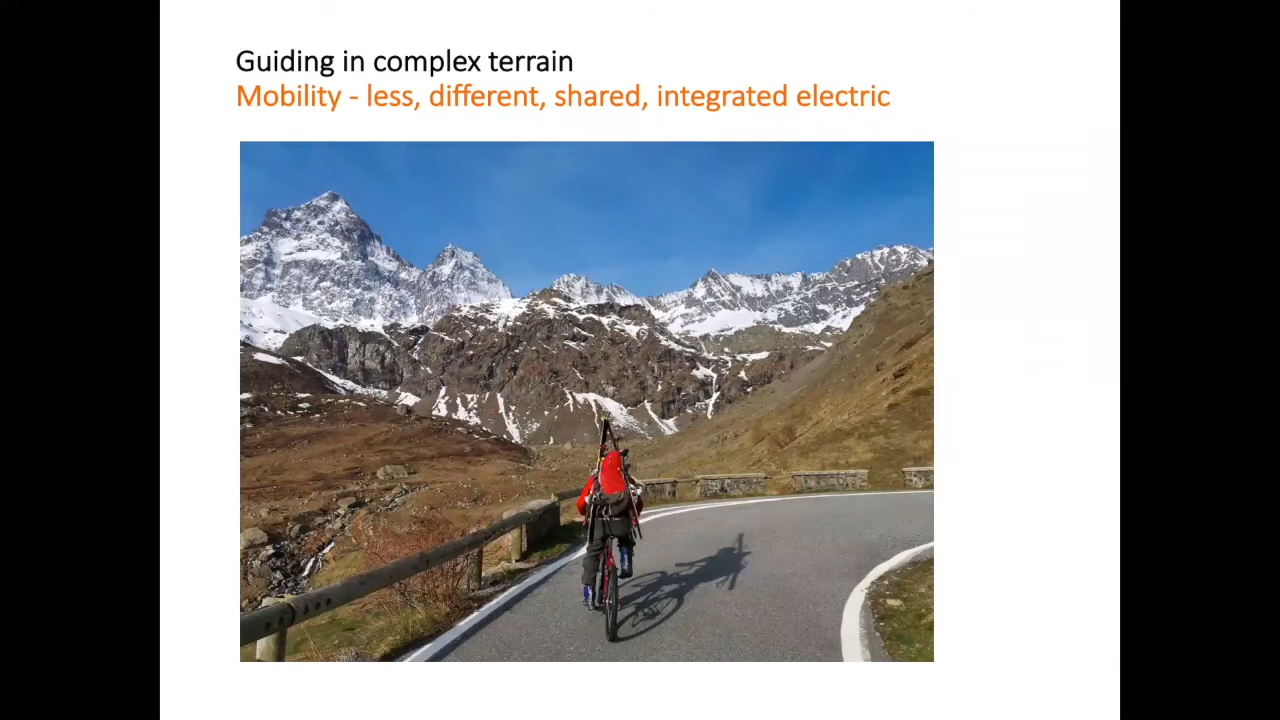 Guiding in complex terrain
Mobility - less, different, shared, integrated electric